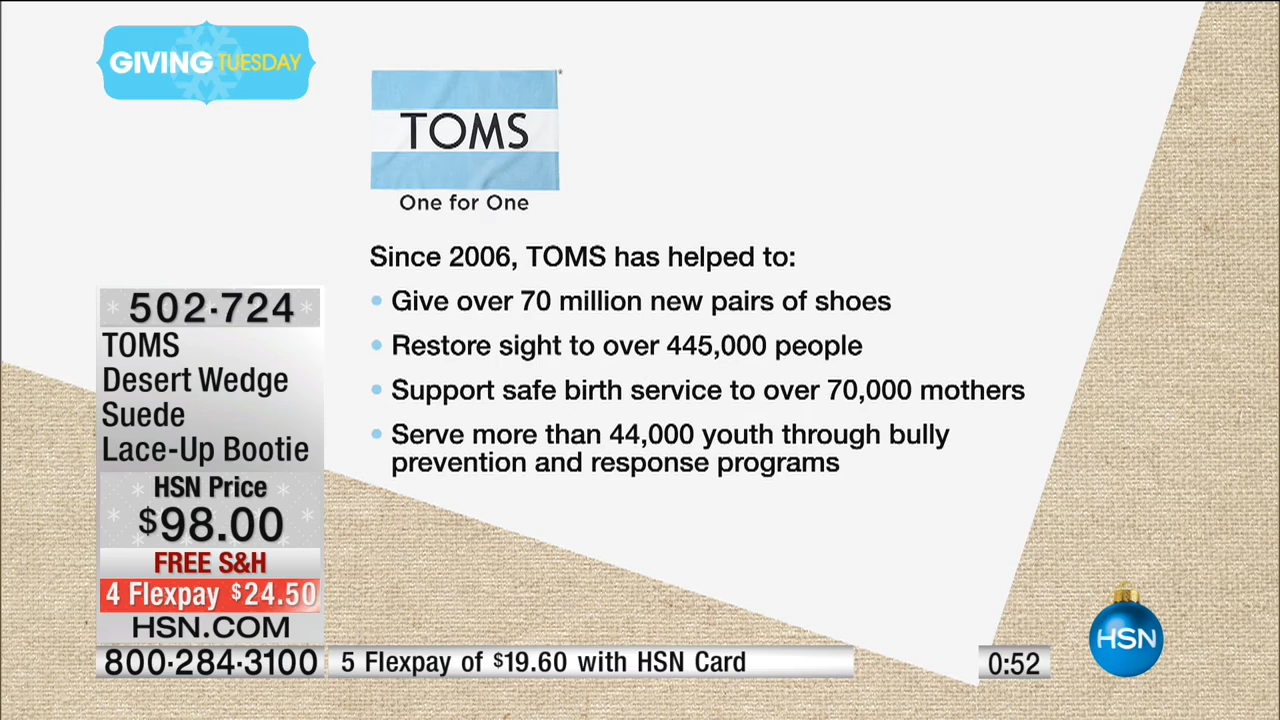 GIVING TUESDAY
TOMS
One for One
Since 2006, TOMS has helped to:
• Give over 70 million new pairs of shoes
• Restore sight to over 445,000 people
• Support safe birth service to over 70,000 mothers
• Serve more than 44,000 youth through bully
prevention and response programs
502·724
TOMS
Desert Wedge
Suede
Lace-Up Bootie
HSN Price
$98.00
FREE S&H
4 Flexpay $24.50
HSN.COM
800·284·3100
5 Flexpay of $19.60 with HSN Card
0:52
HSN